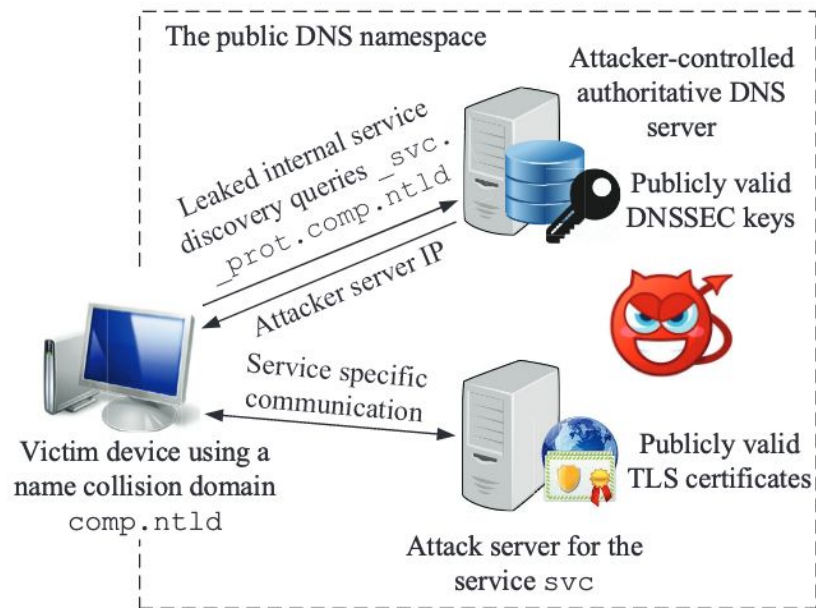 The public DNS namespace
Attacker-controlled
authoritative DNS
server
Leaked internal service
discovery queries _svc.
_prot.comp.ntld
Publicly valid
DNSSEC keys
Attacker server IP
Service specific
communication
Victim device using a
name collision domain
comp.ntld
Publicly valid
TLS certificates
Attack server for the
service svc